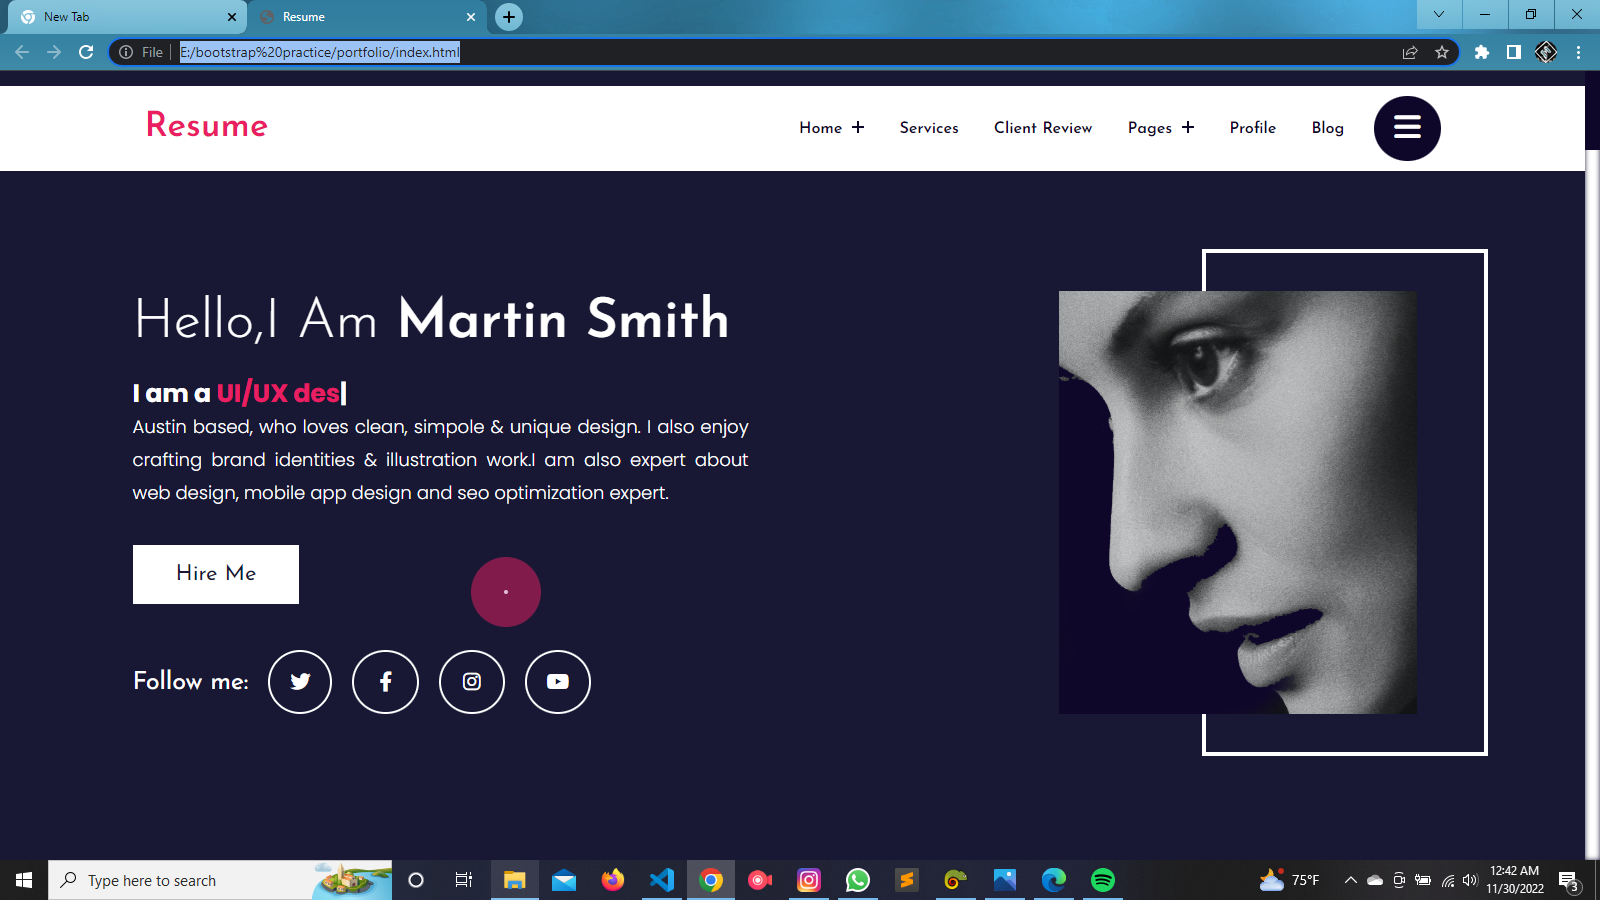 New Tab
Resume
File
E:/bootstrap%20practice/portfolio/index.html
Resume
Home + Services Client Review Pages + Profile Blog
Hello,I Am Martin Smith
I am a UI/UX des|
Austin based, who loves clean, simpole & unique design. I also enjoy
crafting brand identities & illustration work.I am also expert about
web design, mobile app design and seo optimization expert.
Hire Me
Follow me:
Type here to search
75°F
12:42 AM
11/30/2022
3